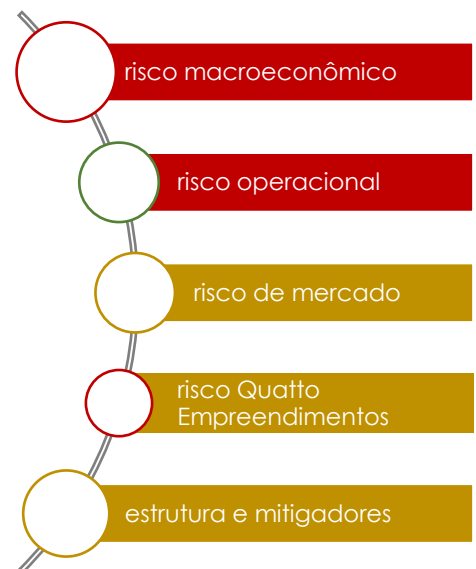 risco macroeconômico
risco operacional
risco de mercado
risco Quatto
Empreendimentos
estrutura e mitigadores